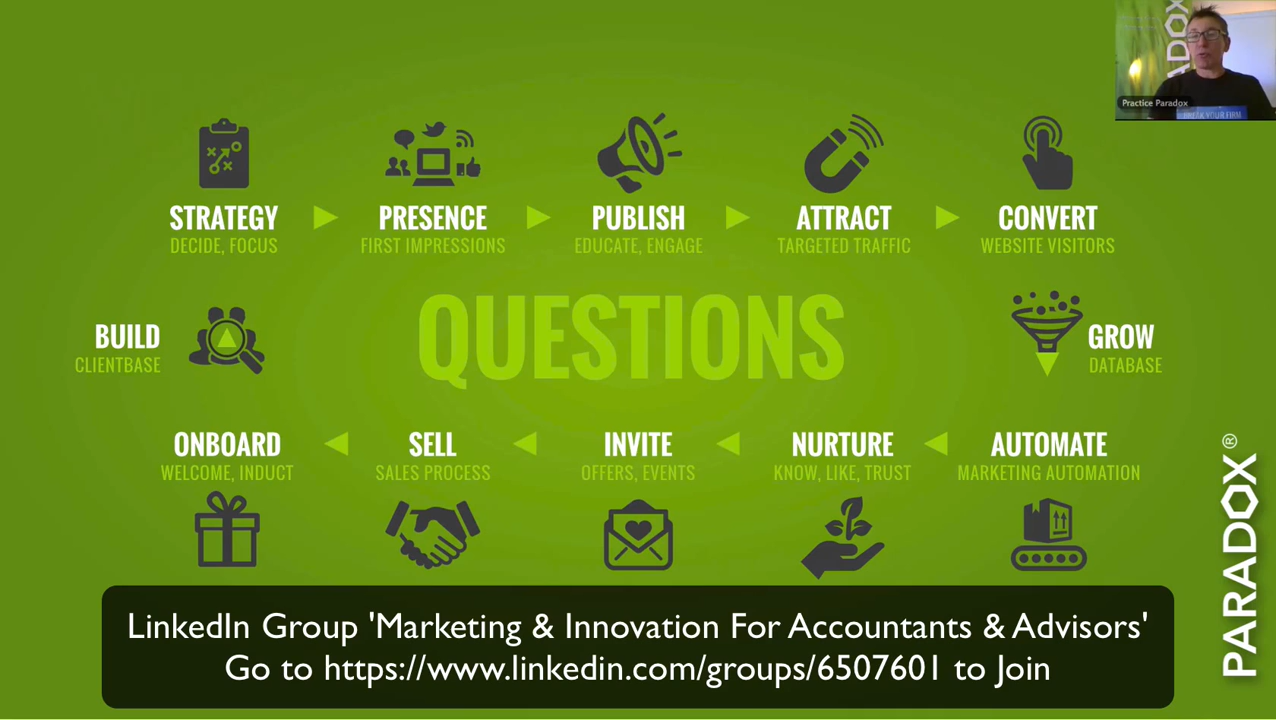 STRATEGY
DECIDE, FOCUS
PRESENCE
FIRST IMPRESSIONS
PUBLISH
EDUCATE, ENGAGE
ATTRACT
TARGETED TRAFFIC
CONVERT
WEBSITE VISITORS
Practice Paradox
BUILD
CLIENTBASE
QUESTIONS
GROW
DATABASE
ONBOARD
WELCOME, INDUCT
SELL
SALES PROCESS
INVITE
OFFERS, EVENTS
NURTURE
KNOW, LIKE, TRUST
AUTOMATE
MARKETING AUTOMATION
PARADOX®
LinkedIn Group 'Marketing & Innovation For Accountants & Advisors'
Go to https://www.linkedin.com/groups/6507601 to Join